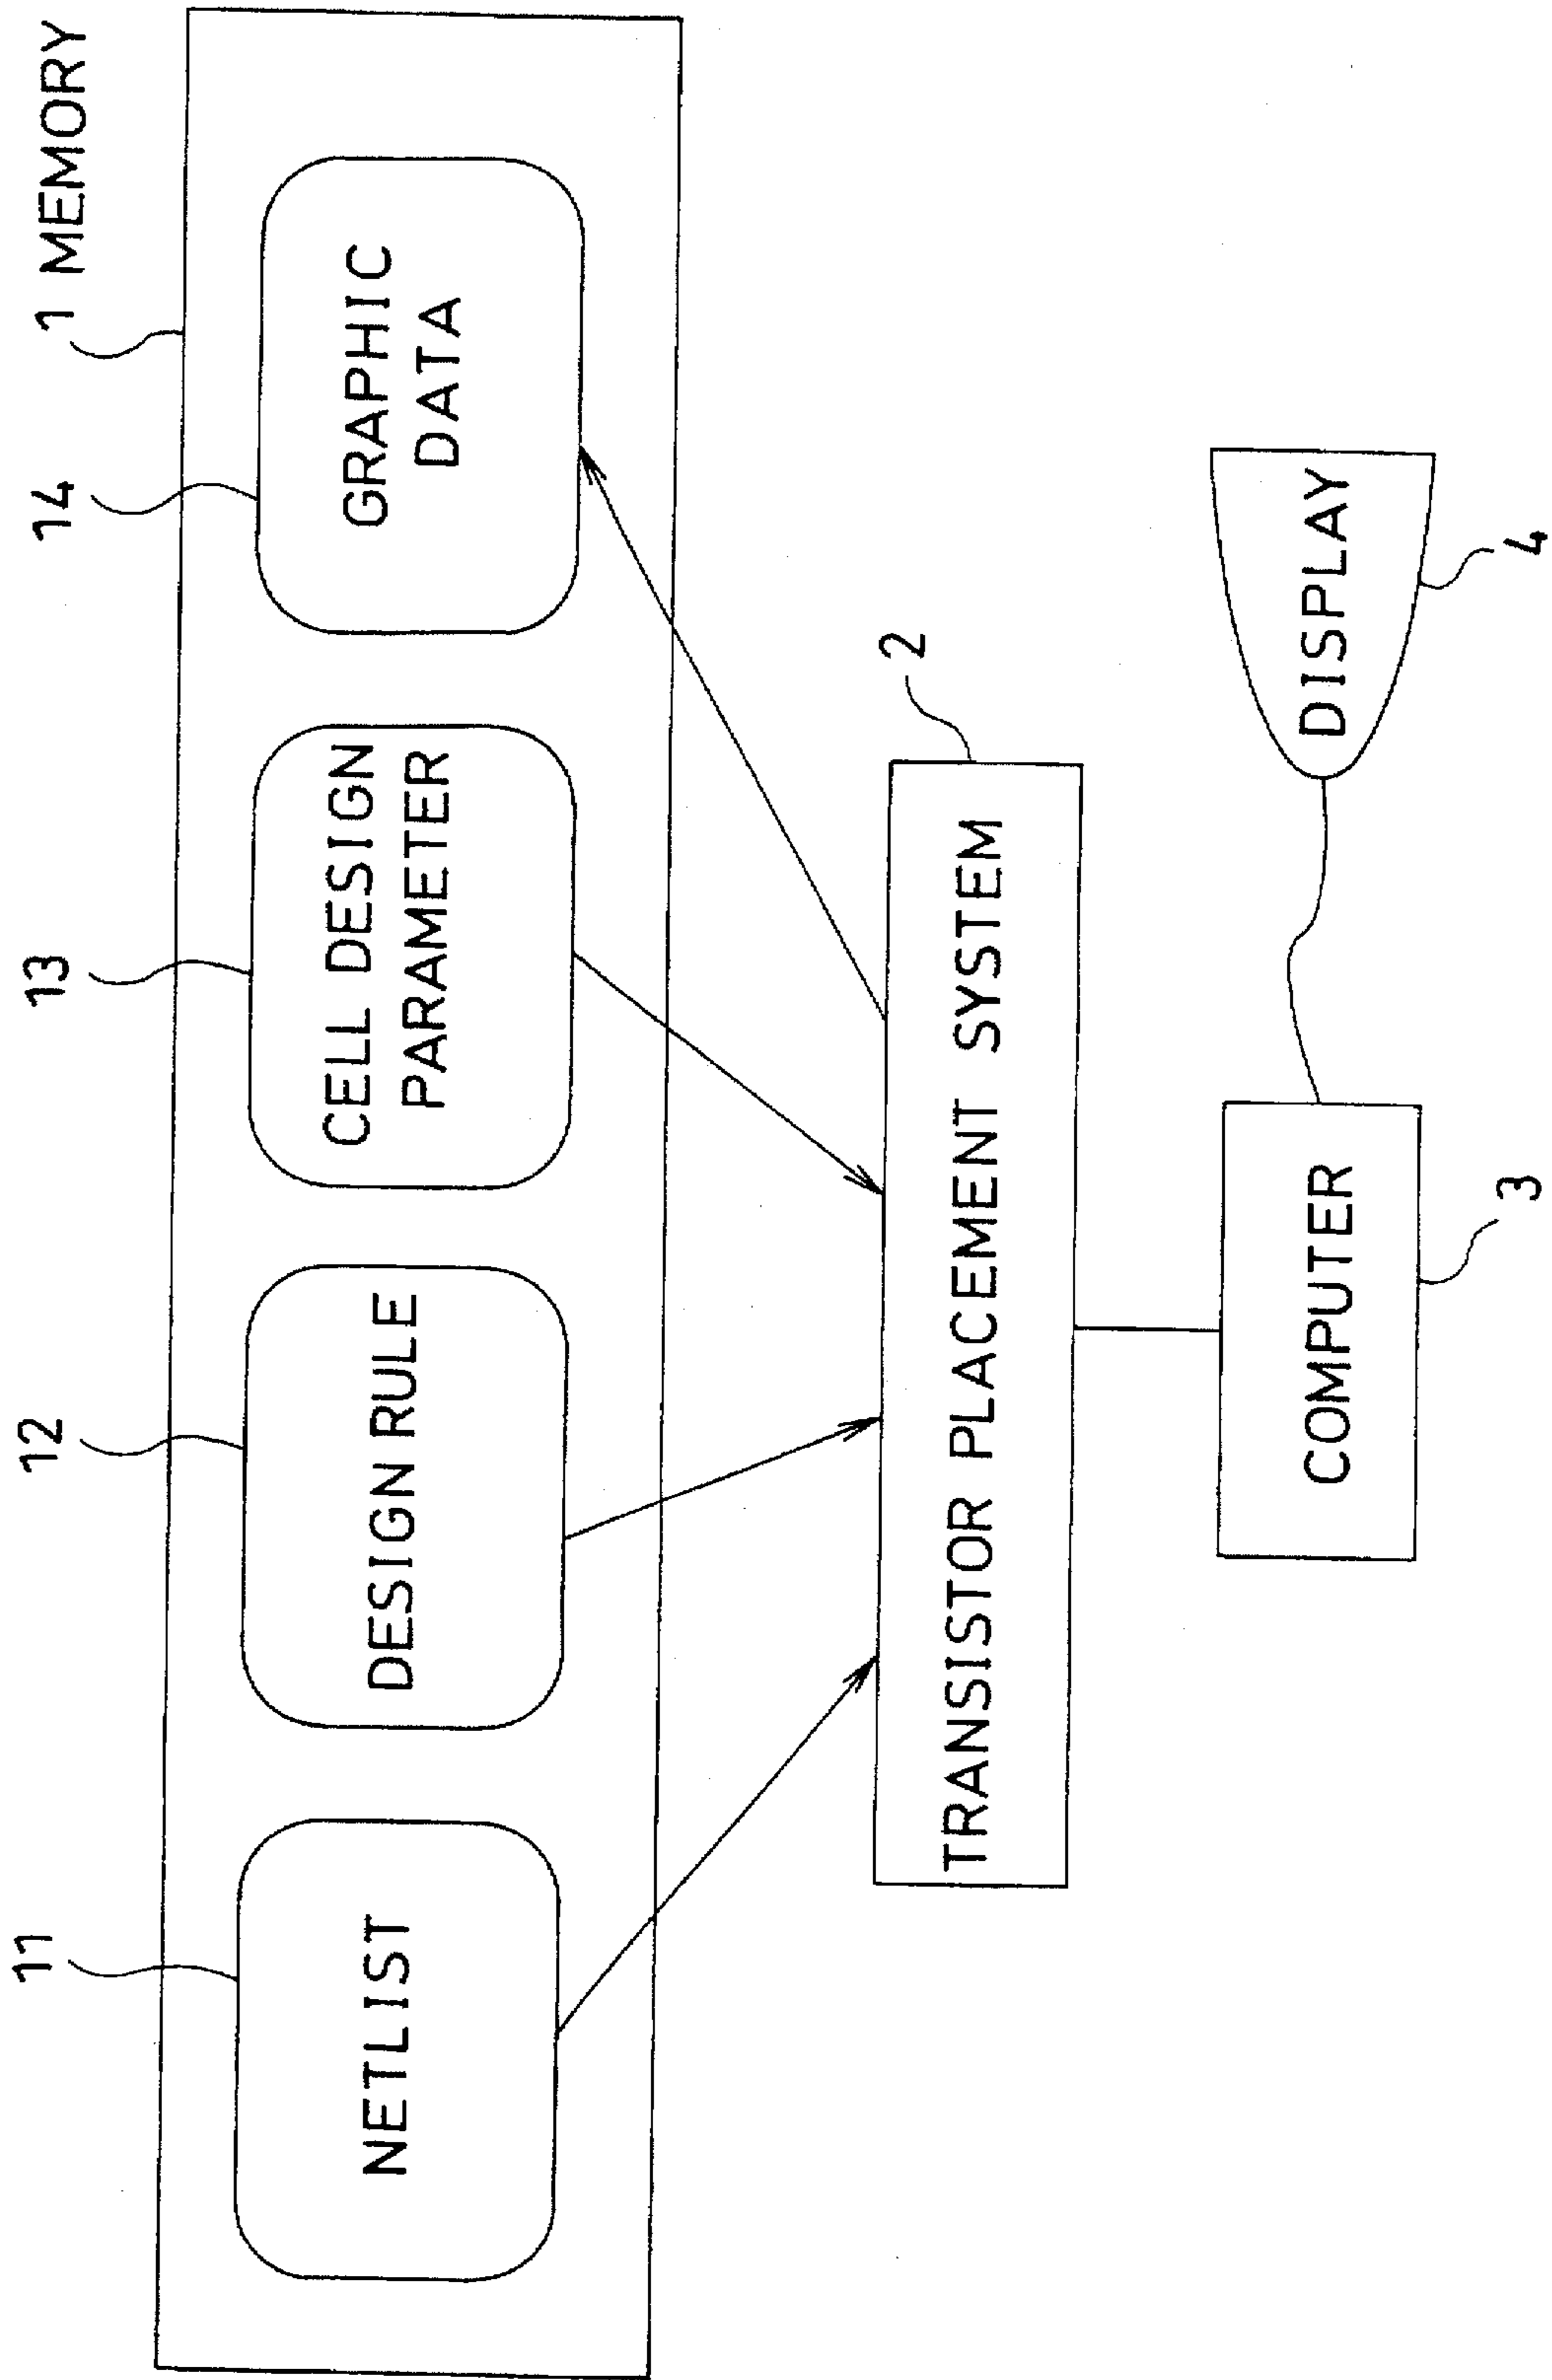 1 MEMORY
11
12
13
14
NETLIST
DESIGN RULE
CELL DESIGN
PARAMETER
GRAPHIC
DATA
2
TRANSISTOR PLACEMENT SYSTEM
COMPUTER
DISPLAY
3
4